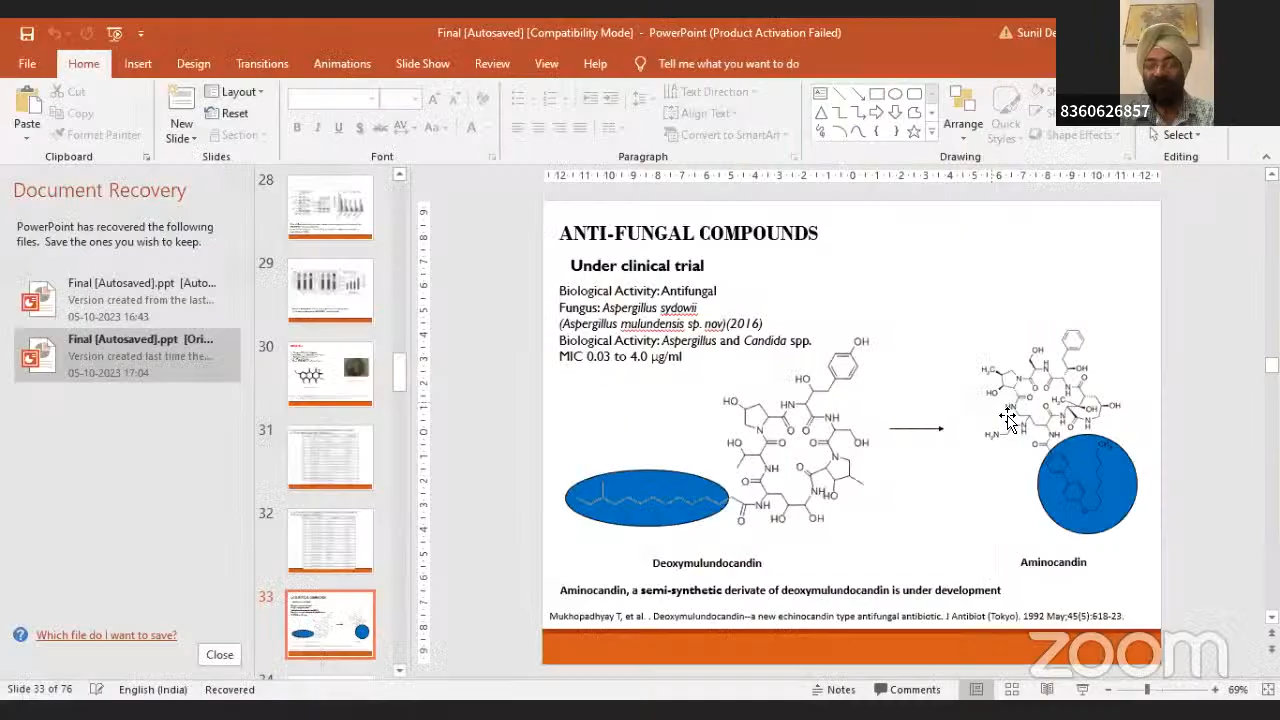 Final [Autosaved] [Compatibility Mode] - PowerPoint (Product Activation Failed)
Sunil De
File Home Insert Design Transitions Animations Slide Show Review View Help Tell me what you want to do
Paste
Cut
Copy
Format Painter
Clipboard
New Slide
Layout
Reset
Section
Slides
Font
Text Direction
Align Text
Convert to SmartArt
Paragraph
Arrange
Quick Styles
Shape Effects
Drawing
Select
Editing
8360626857
Document Recovery
PowerPoint has recovered the following
files. Save the ones you wish to keep.
Final [Autosaved].ppt [Auto...
Version created from the last...
Final [Autosaved].ppt [Ori...
Version created last time the...
05-10-2023 17:04
Which file do I want to save?
Close
28
29
30
31
32
33
ANTI-FUNGAL COMPOUNDS
Under clinical trial
Biological Activity: Antifungal
Fungus: Aspergillus sydowii
(Aspergillus mulundensis sp. nov)(2016)
Biological Activity: Aspergillus and Candida spp.
MIC 0.03 to 4.0 µg/ml
Deoxymulundocandin
Aminocandin
Aminocandin, a semi-synthetic
of deoxymulundocandin is under development
Mukhopadhyay T, et al. . Deoxymulundocandin--a new echinocandin type antifungal antibiotic. J Antibiot (Tokyo). 1992 May;45(5):618-23.
zoom
Slide 33 of 76
English (India)
Recovered
Notes
Comments
69%